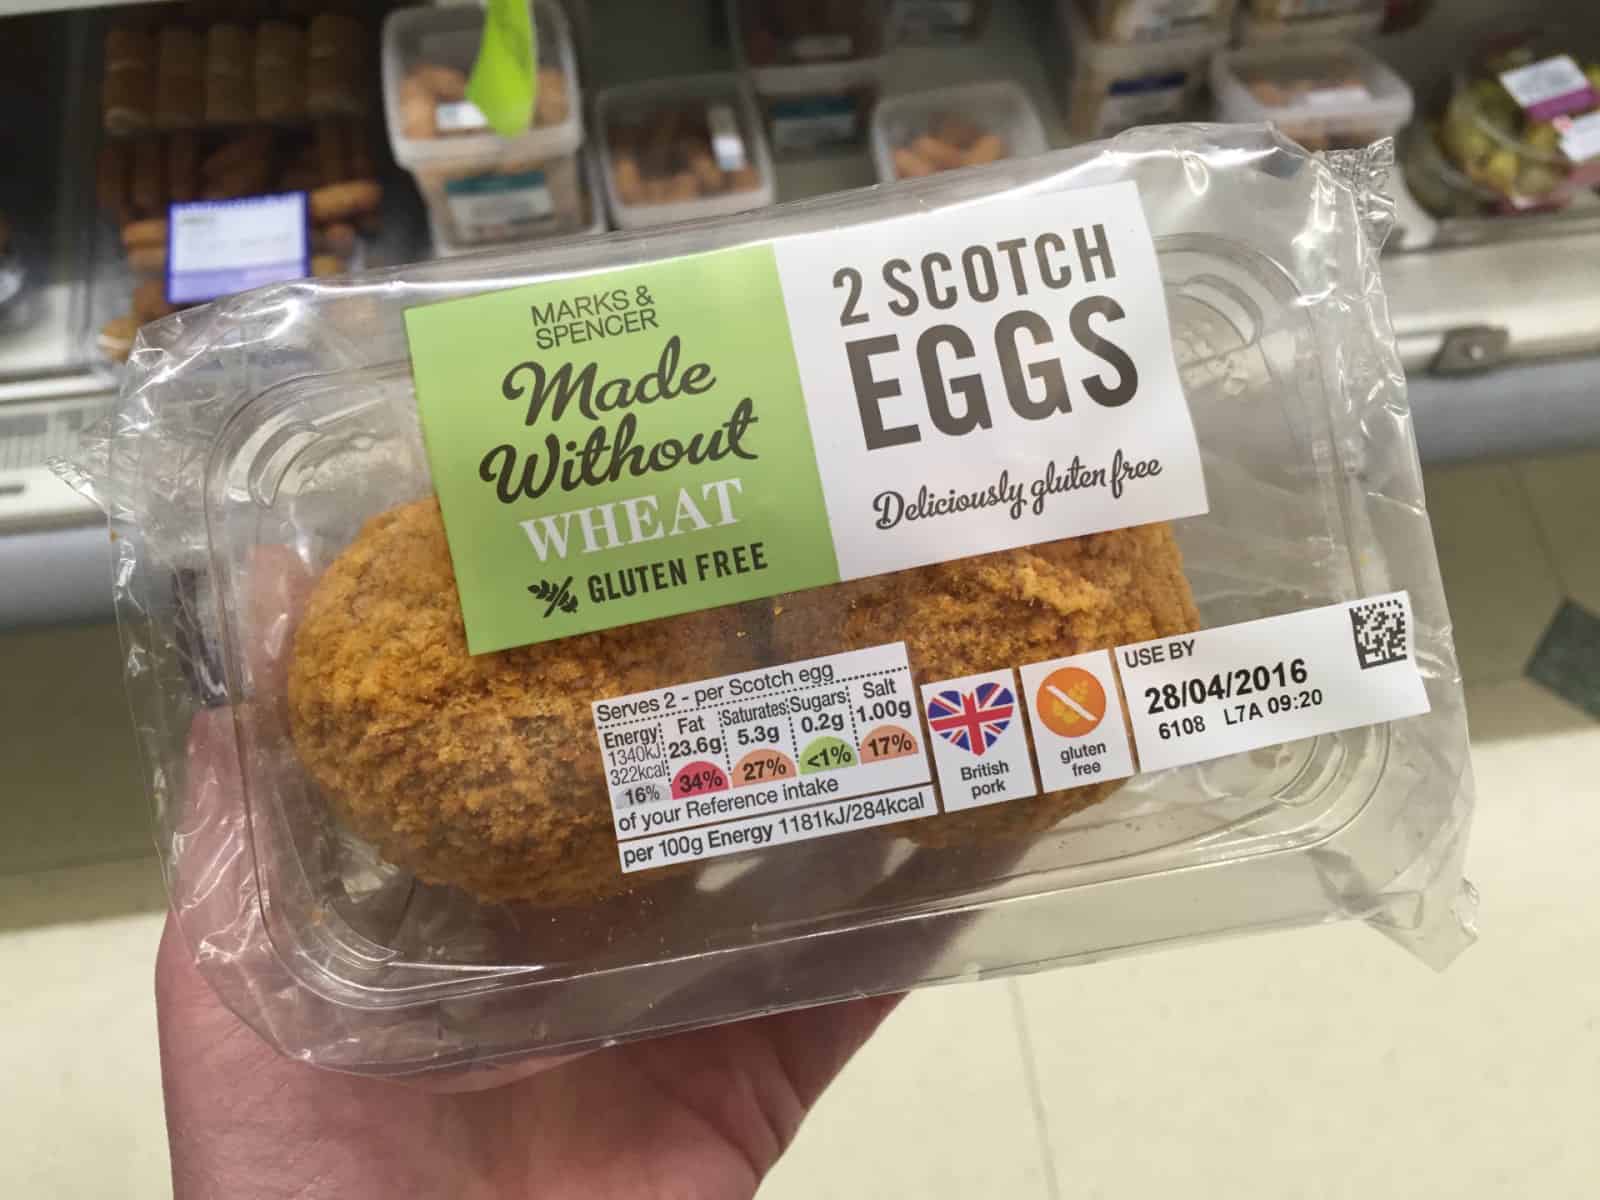 MARKS &
SPENCER
Made
Without
WHEAT
GLUTEN FREE
2 SCOTCH
EGGS
Deliciously gluten free
Serves 2 - per Scotch egg
Energy
1340kJ
322kcal
16%
Fat
23.6g
34%
Saturates
5.3g
27%
Sugars
0.2g
<1%
Salt
1.00g
17%
of your Reference intake
per 100g Energy 1181kJ/284kcal
British
pork
gluten
free
USE BY
28/04/2016
6108 L7A 09:20